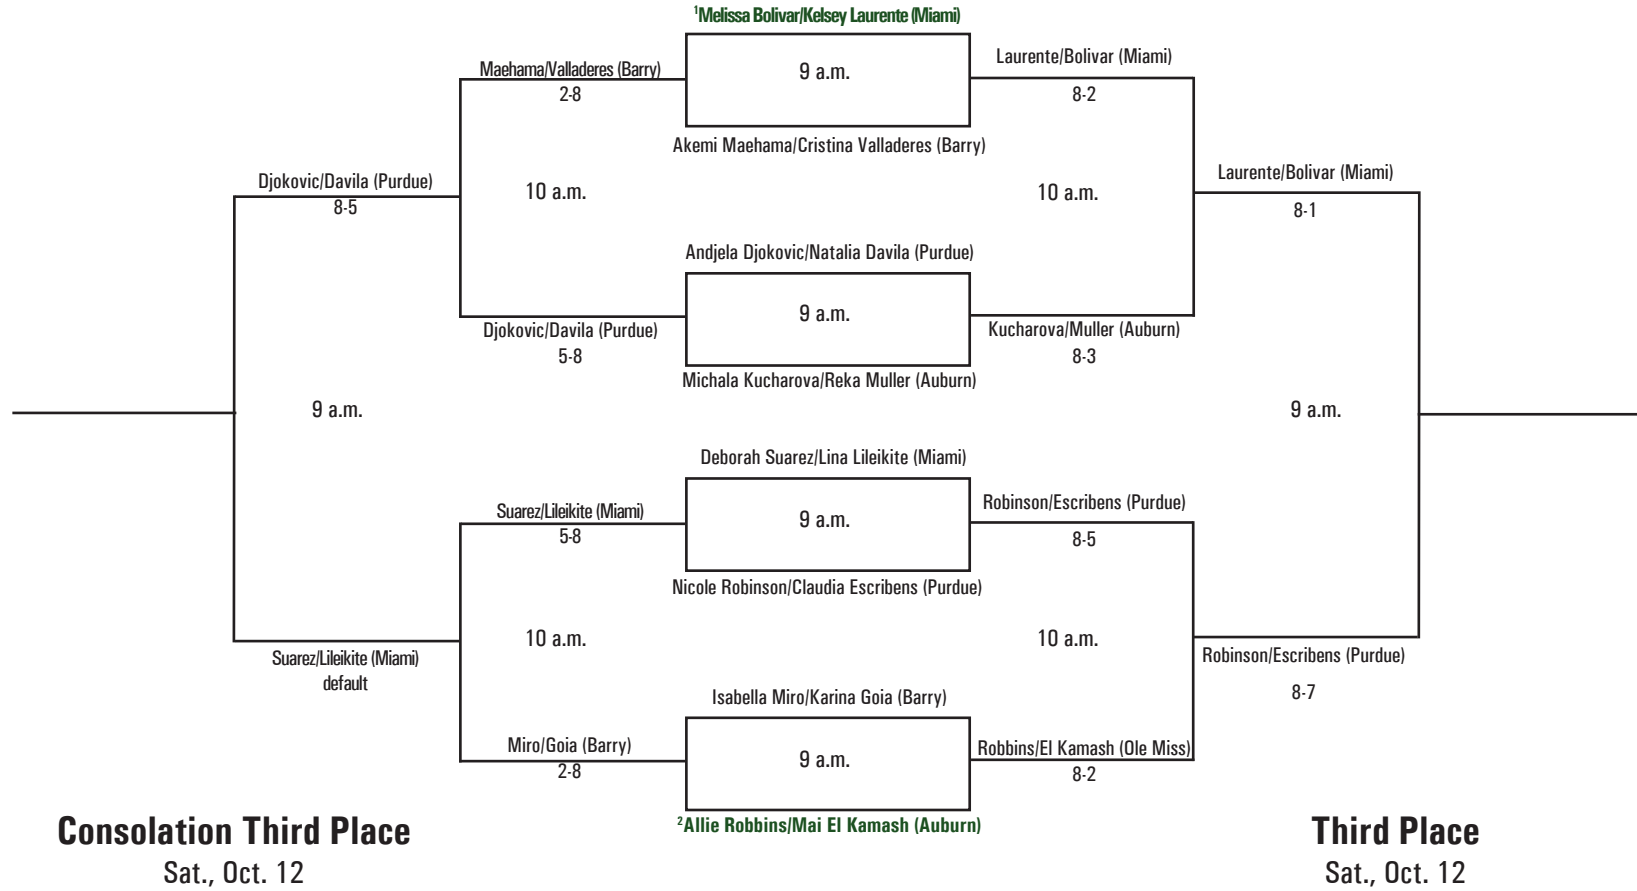 ¹Melissa Bolivar/Kelsey Laurente (Miami)
Maehama/Valladeres (Barry)
2-8
9 a.m.
Laurente/Bolivar (Miami)
8-2
Akemi Maehama/Cristina Valladeres (Barry)
Djokovic/Davila (Purdue)
8-5
10 a.m.
10 a.m.
Laurente/Bolivar (Miami)
8-1
Andjela Djokovic/Natalia Davila (Purdue)
Djokovic/Davila (Purdue)
5-8
9 a.m.
Kucharova/Muller (Auburn)
8-3
Michala Kucharova/Reka Muller (Auburn)
9 a.m.
9 a.m.
Deborah Suarez/Lina Lileikite (Miami)
Suarez/Lileikite (Miami)
5-8
9 a.m.
Robinson/Escribens (Purdue)
8-5
Nicole Robinson/Claudia Escribens (Purdue)
10 a.m.
10 a.m.
Suarez/Lileikite (Miami)
default
Robinson/Escribens (Purdue)
8-7
Isabella Miro/Karina Goia (Barry)
Miro/Goia (Barry)
2-8
9 a.m.
Robbins/El Kamash (Ole Miss)
8-2
²Allie Robbins/Mai El Kamash (Auburn)
Consolation Third Place
Sat., Oct. 12
Third Place
Sat., Oct. 12